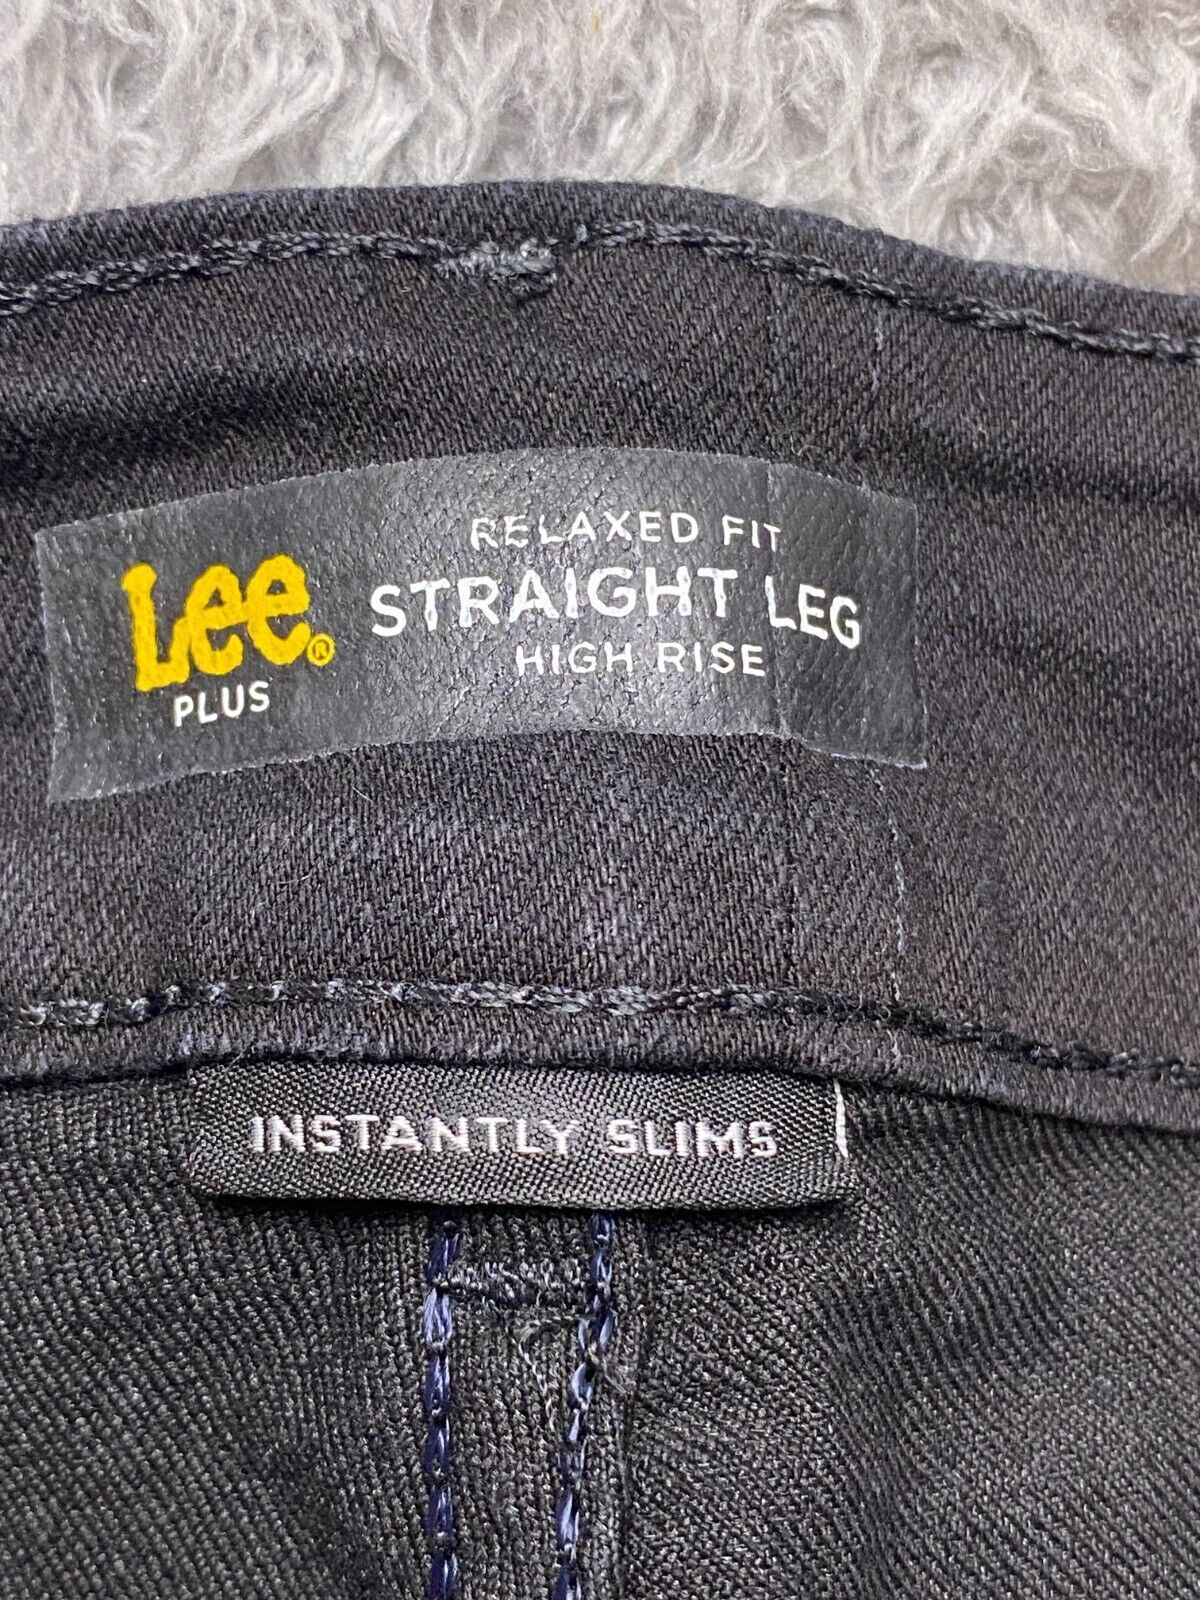 Lee®
PLUS
RELAXED FIT
STRAIGHT LEG
HIGH RISE
INSTANTLY SLIMS